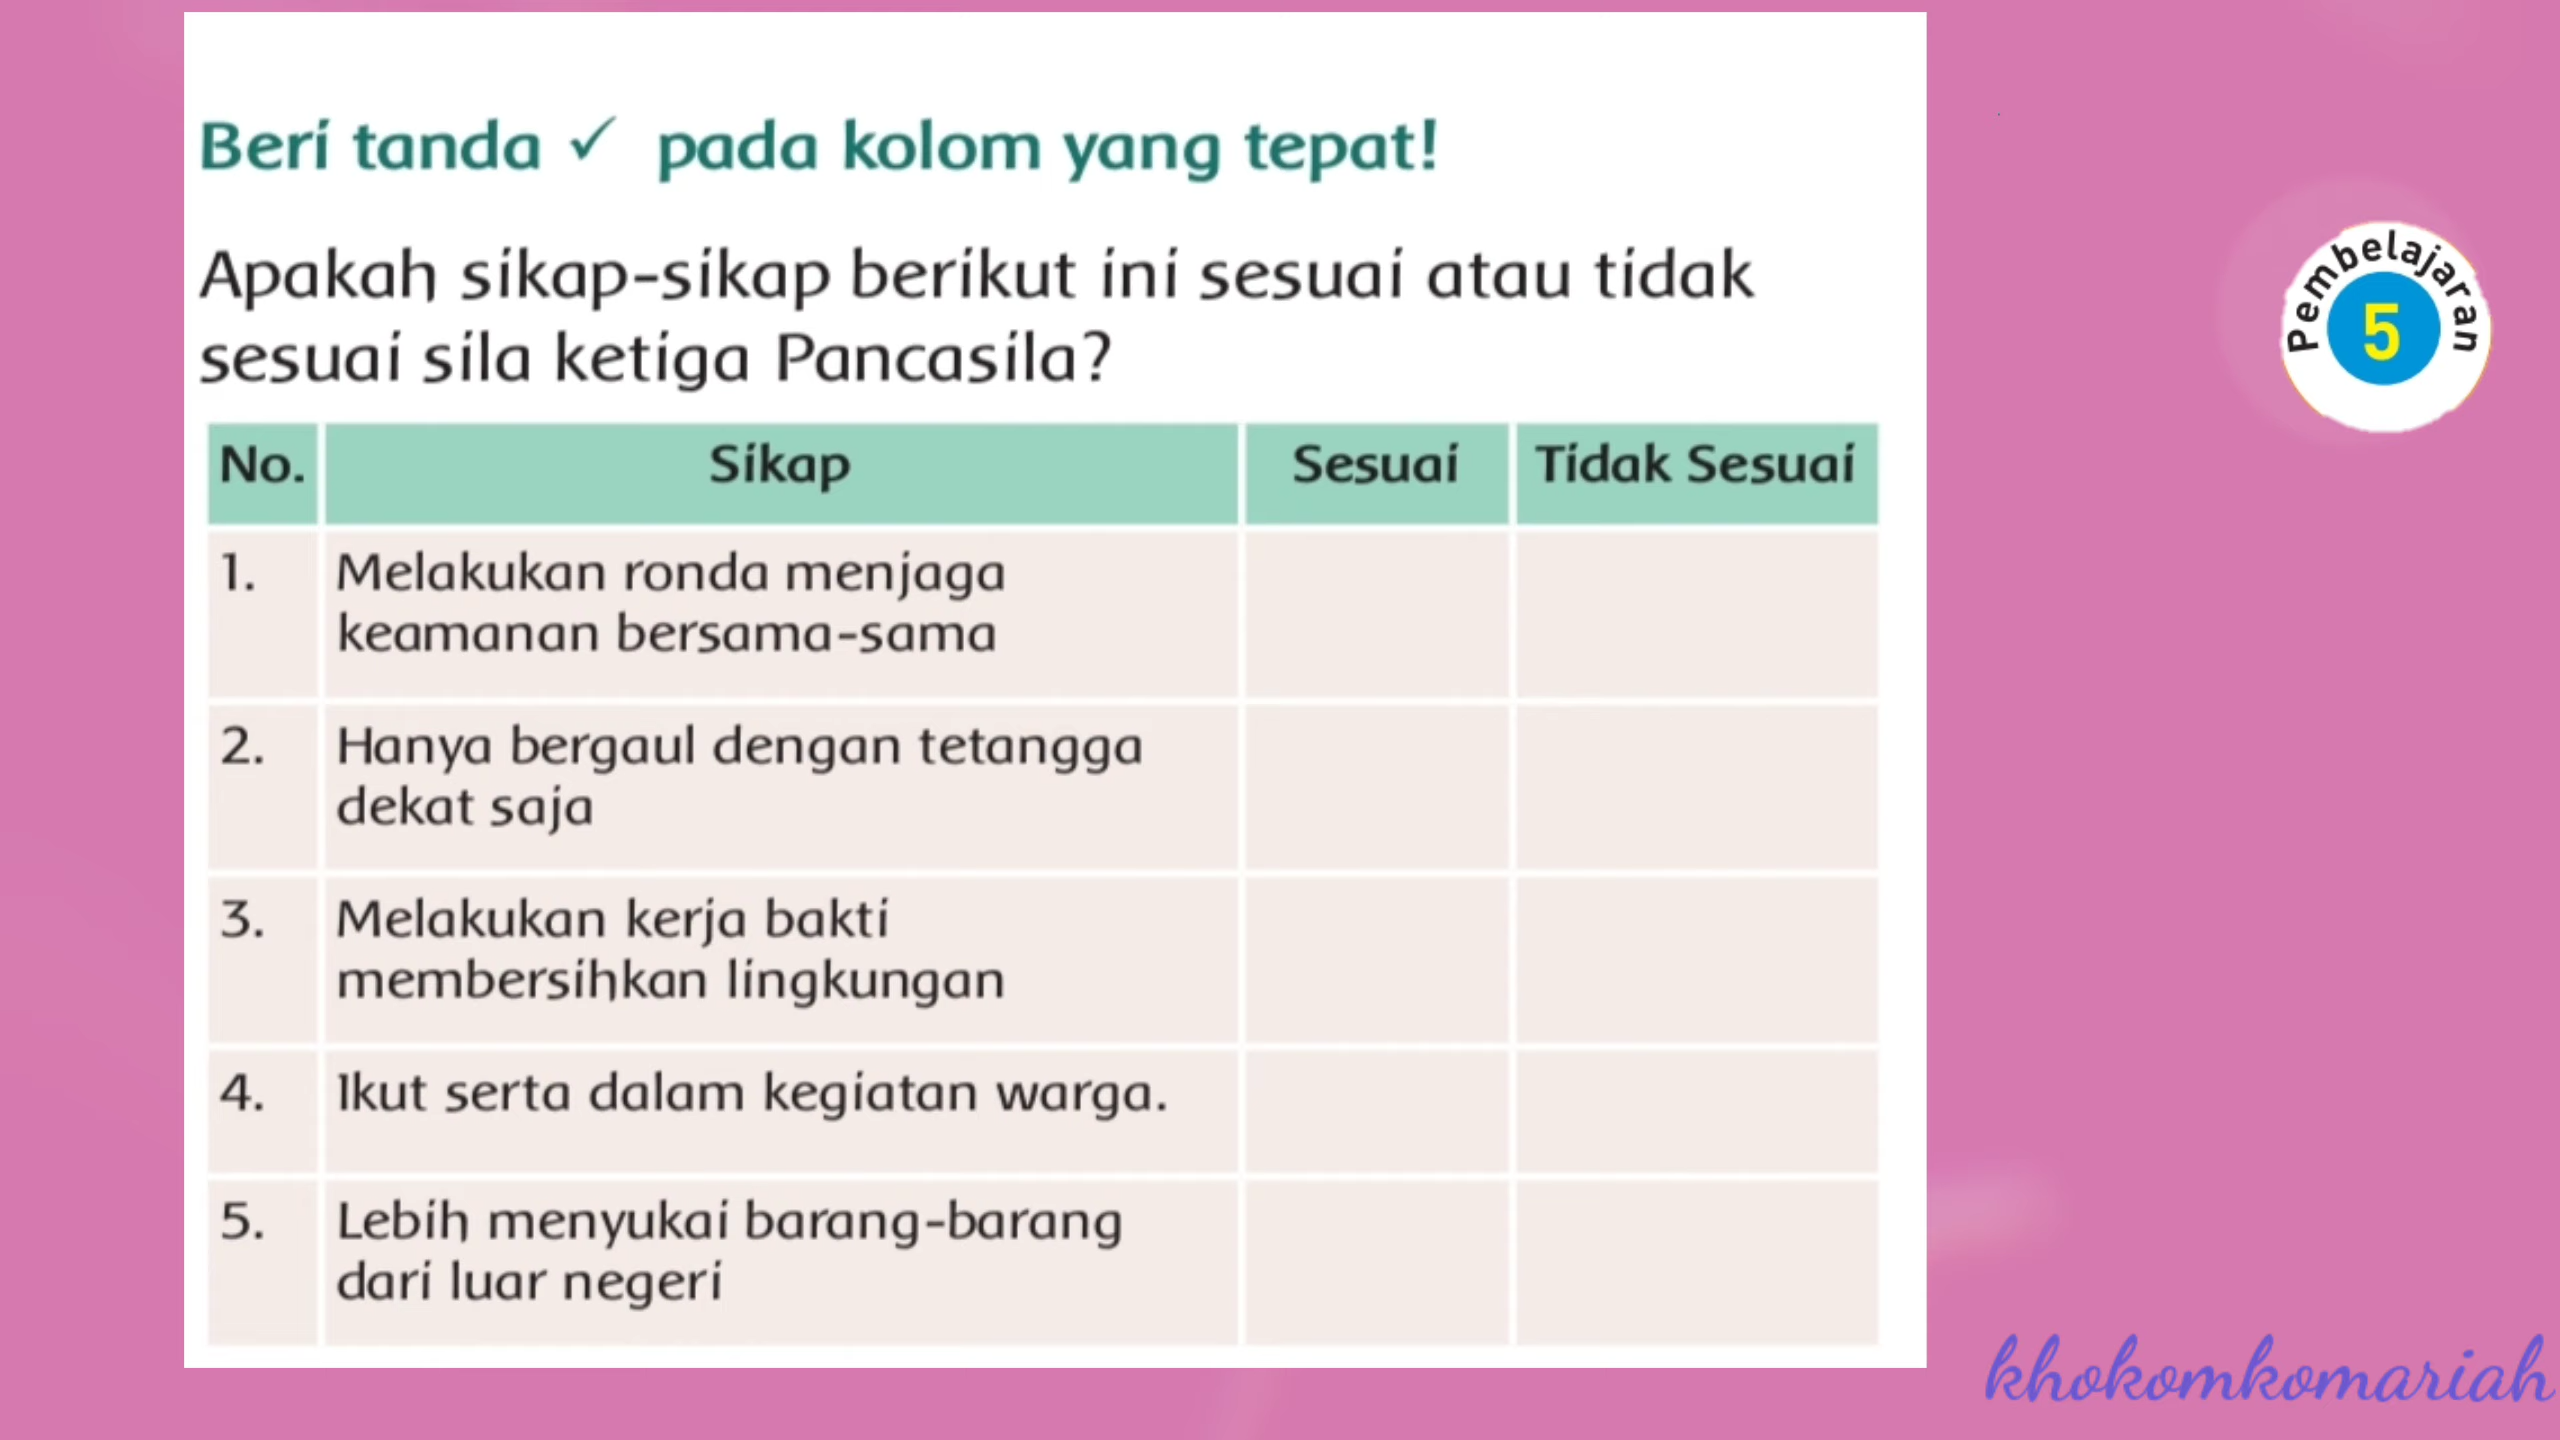 Beri tanda ✓ pada kolom yang tepat!
Apakah sikap-sikap berikut ini sesuai atau tidak
sesuai sila ketiga Pancasila?
No. Sikap Sesuai Tidak Sesuai
1. Melakukan ronda menjaga
keamanan bersama-sama
2. Hanya bergaul dengan tetangga
dekat saja
3. Melakukan kerja bakti
membersihkan lingkungan
4. Ikut serta dalam kegiatan warga.
5. Lebih menyukai barang-barang
dari luar negeri
Pembelajaran
5
khokomkomariah